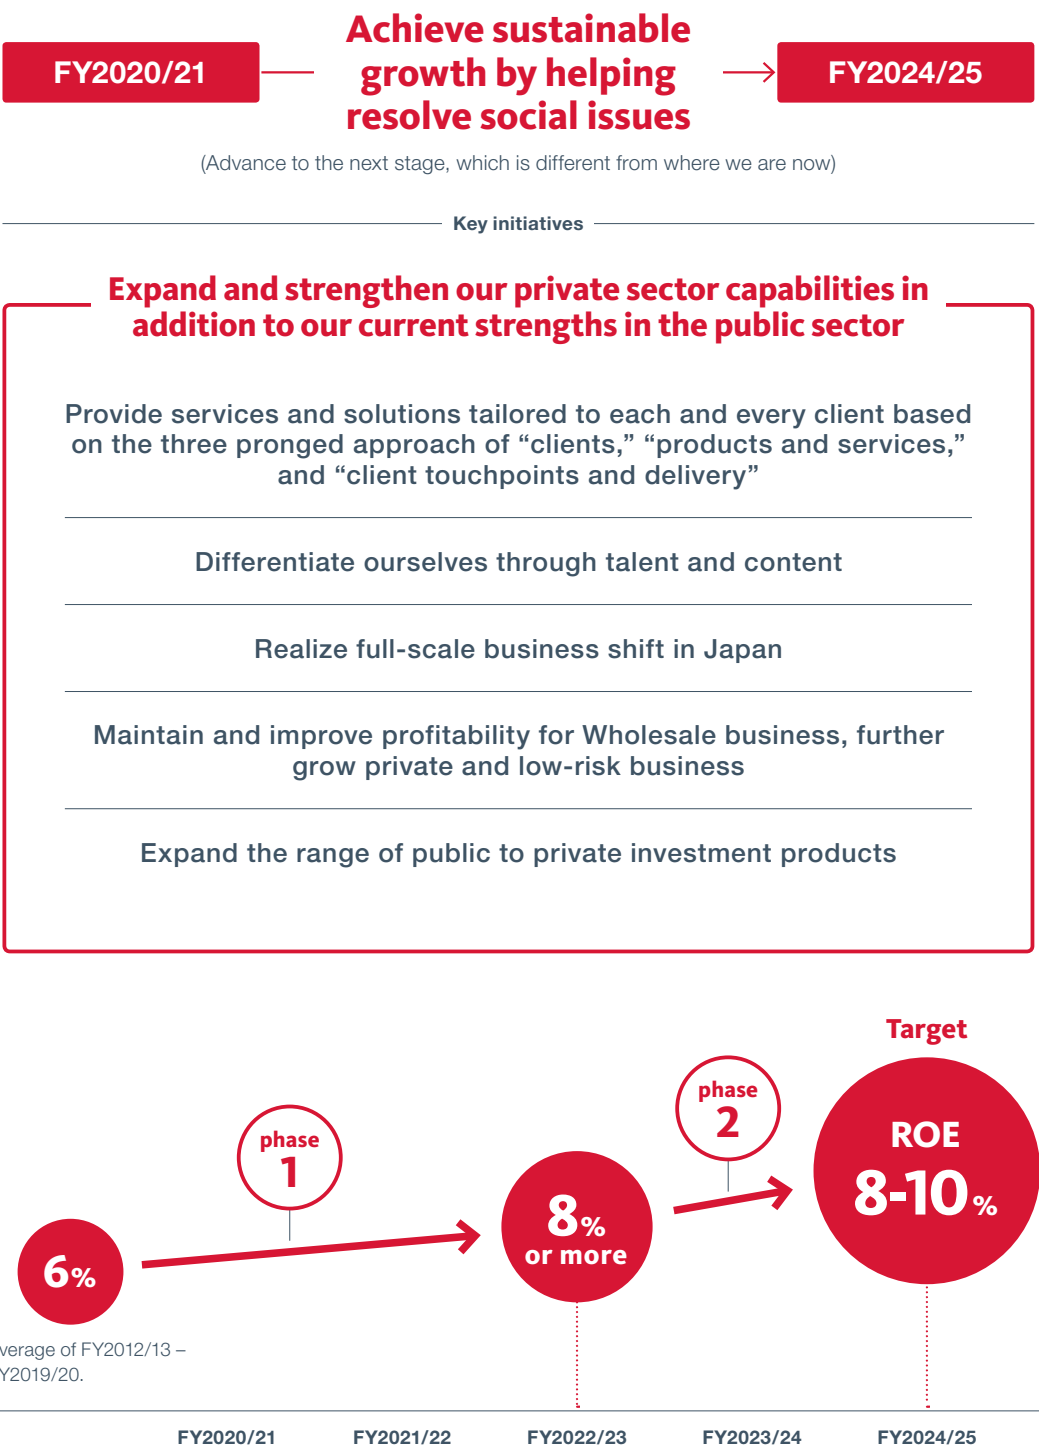 FY2020/21
Achieve sustainable
growth by helping
resolve social issues
FY2024/25
(Advance to the next stage, which is different from where we are now)
Key initiatives
Expand and strengthen our private sector capabilities in
addition to our current strengths in the public sector
Provide services and solutions tailored to each and every client based
on the three pronged approach of “clients,” “products and services,”
and “client touchpoints and delivery”
Differentiate ourselves through talent and content
Realize full-scale business shift in Japan
Maintain and improve profitability for Wholesale business, further
grow private and low-risk business
Expand the range of public to private investment products
Target
phase
1
phase
2
ROE
8-10%
8%
or more
6%
verage of FY2012/13 –
Y2019/20.
FY2020/21 FY2021/22 FY2022/23 FY2023/24 FY2024/25